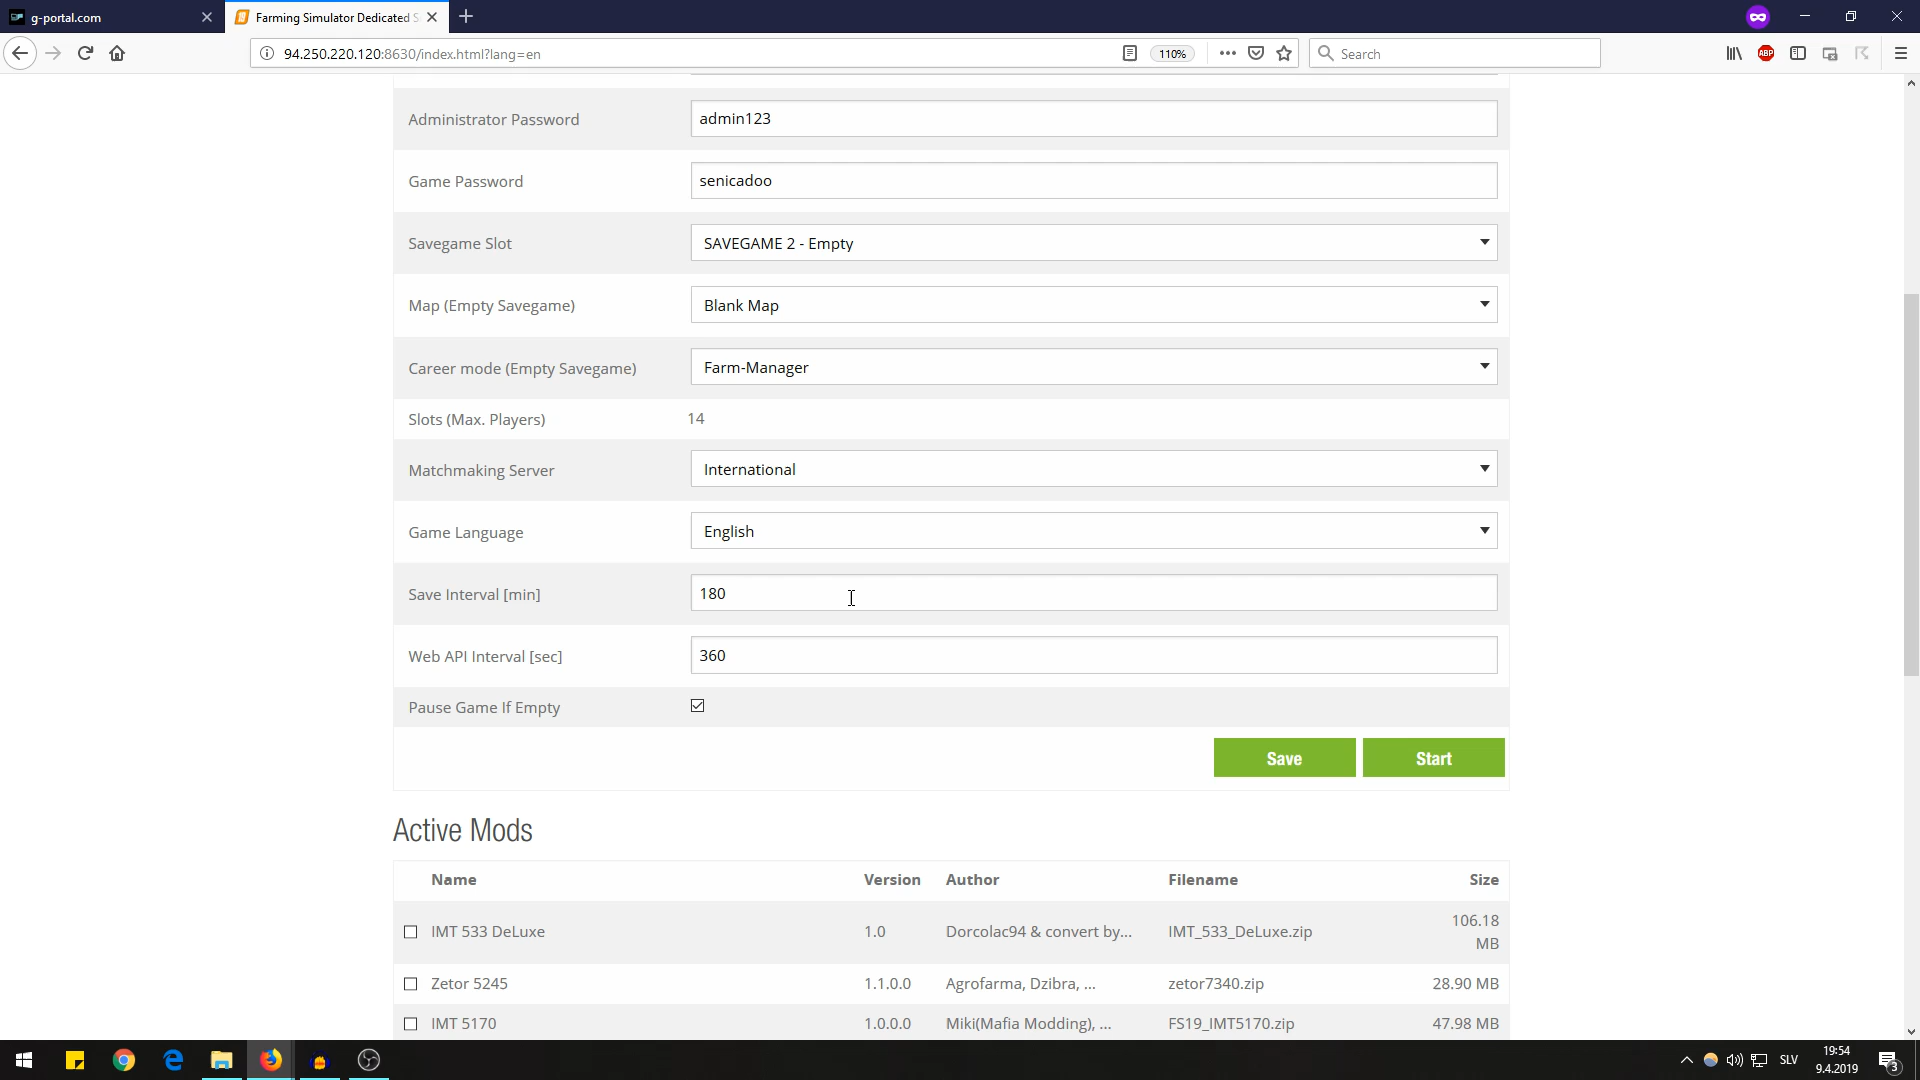 g-portal.com
Farming Simulator Dedicated S
94.250.220.120:8630/index.html?lang=en
110%
Search
ABP
Administrator Password
admin123
Game Password
senicadoo
Savegame Slot
SAVEGAME 2 - Empty
Map (Empty Savegame)
Blank Map
Career mode (Empty Savegame)
Farm-Manager
Slots (Max. Players)
14
Matchmaking Server
International
Game Language
English
Save Interval [min]
180
Web API Interval [sec]
360
Pause Game If Empty
Save
Start
Active Mods
Name Version Author Filename Size
IMT 533 DeLuxe 1.0 Dorcolac94 & convert by... IMT_533_DeLuxe.zip 106.18
MB
Zetor 5245 1.1.0.0 Agrofarma, Dzibra, ... zetor7340.zip 28.90 MB
IMT 5170 1.0.0.0 Miki(Mafia Modding), ... FS19_IMT5170.zip 47.98 MB
SLV
19:54
9.4.2019
3